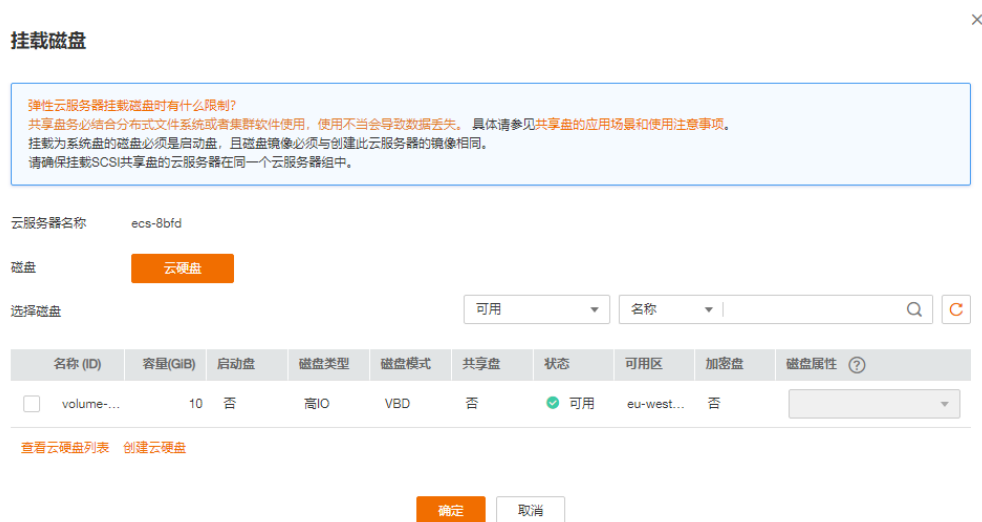 挂载磁盘
弹性云服务器挂载磁盘时有什么限制?
共享盘务必结合分布式文件系统或者集群软件使用，使用不当会导致数据丢失。 具体请参见共享盘的应用场景和使用注意事项。
挂载为系统盘的磁盘必须是启动盘，且磁盘镜像必须与创建此云服务器的镜像相同。
请确保挂载SCSI共享盘的云服务器在同一个云服务器组中。
云服务器名称 ecs-8bfd
磁盘 云硬盘
选择磁盘 可用 名称
名称 (ID) 容量(GiB) 启动盘 磁盘类型 磁盘模式 共享盘 状态 可用区 加密盘 磁盘属性 ?
volume-... 10 否 高IO VBD 否 可用 eu-west... 否
查看云硬盘列表 创建云硬盘
确定 取消